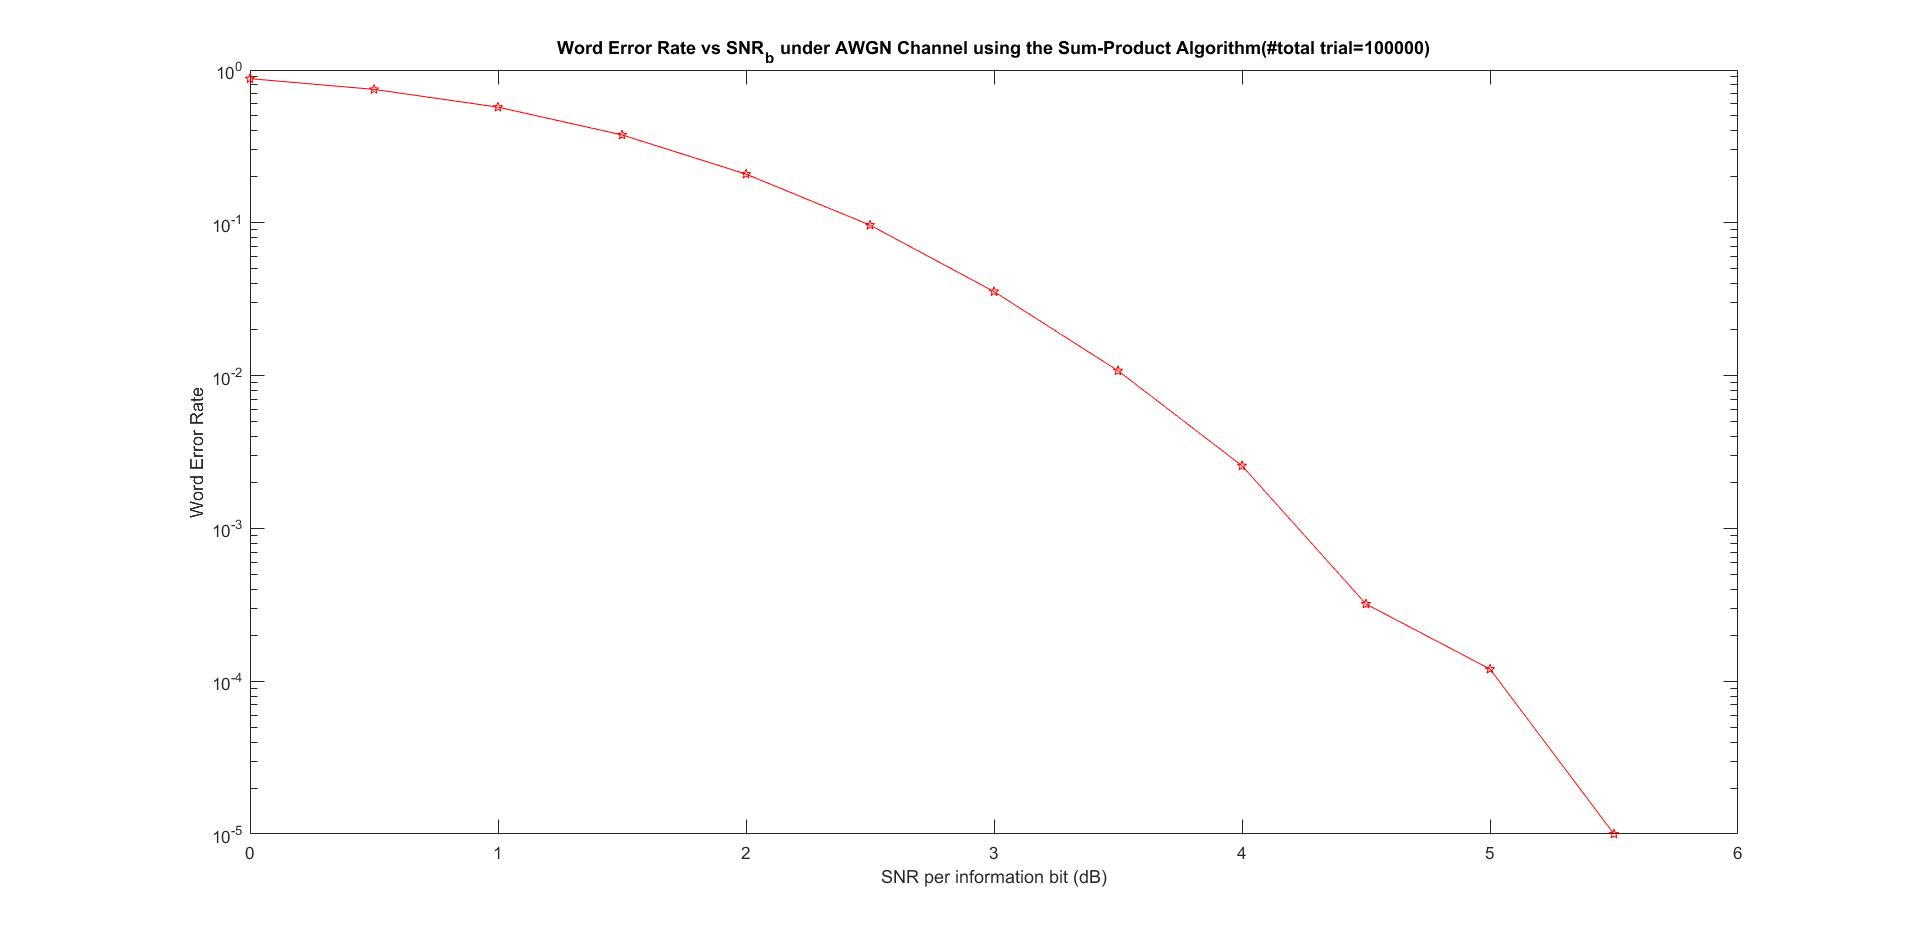 Word Error Rate vs SNR_b under AWGN Channel using the Sum-Product Algorithm(#total trial=100000)
10^0
10^-1
10^-2
10^-3
10^-4
10^-5
Word Error Rate
0 1 2 3 4 5 6
SNR per information bit (dB)